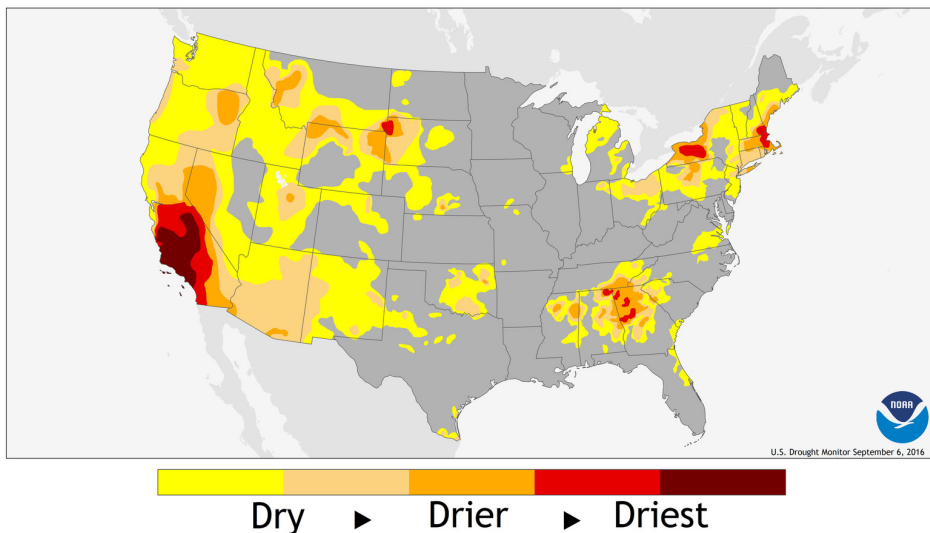 NOAA
U.S. Drought Monitor September 6, 2016
Dry ► Drier ► Driest